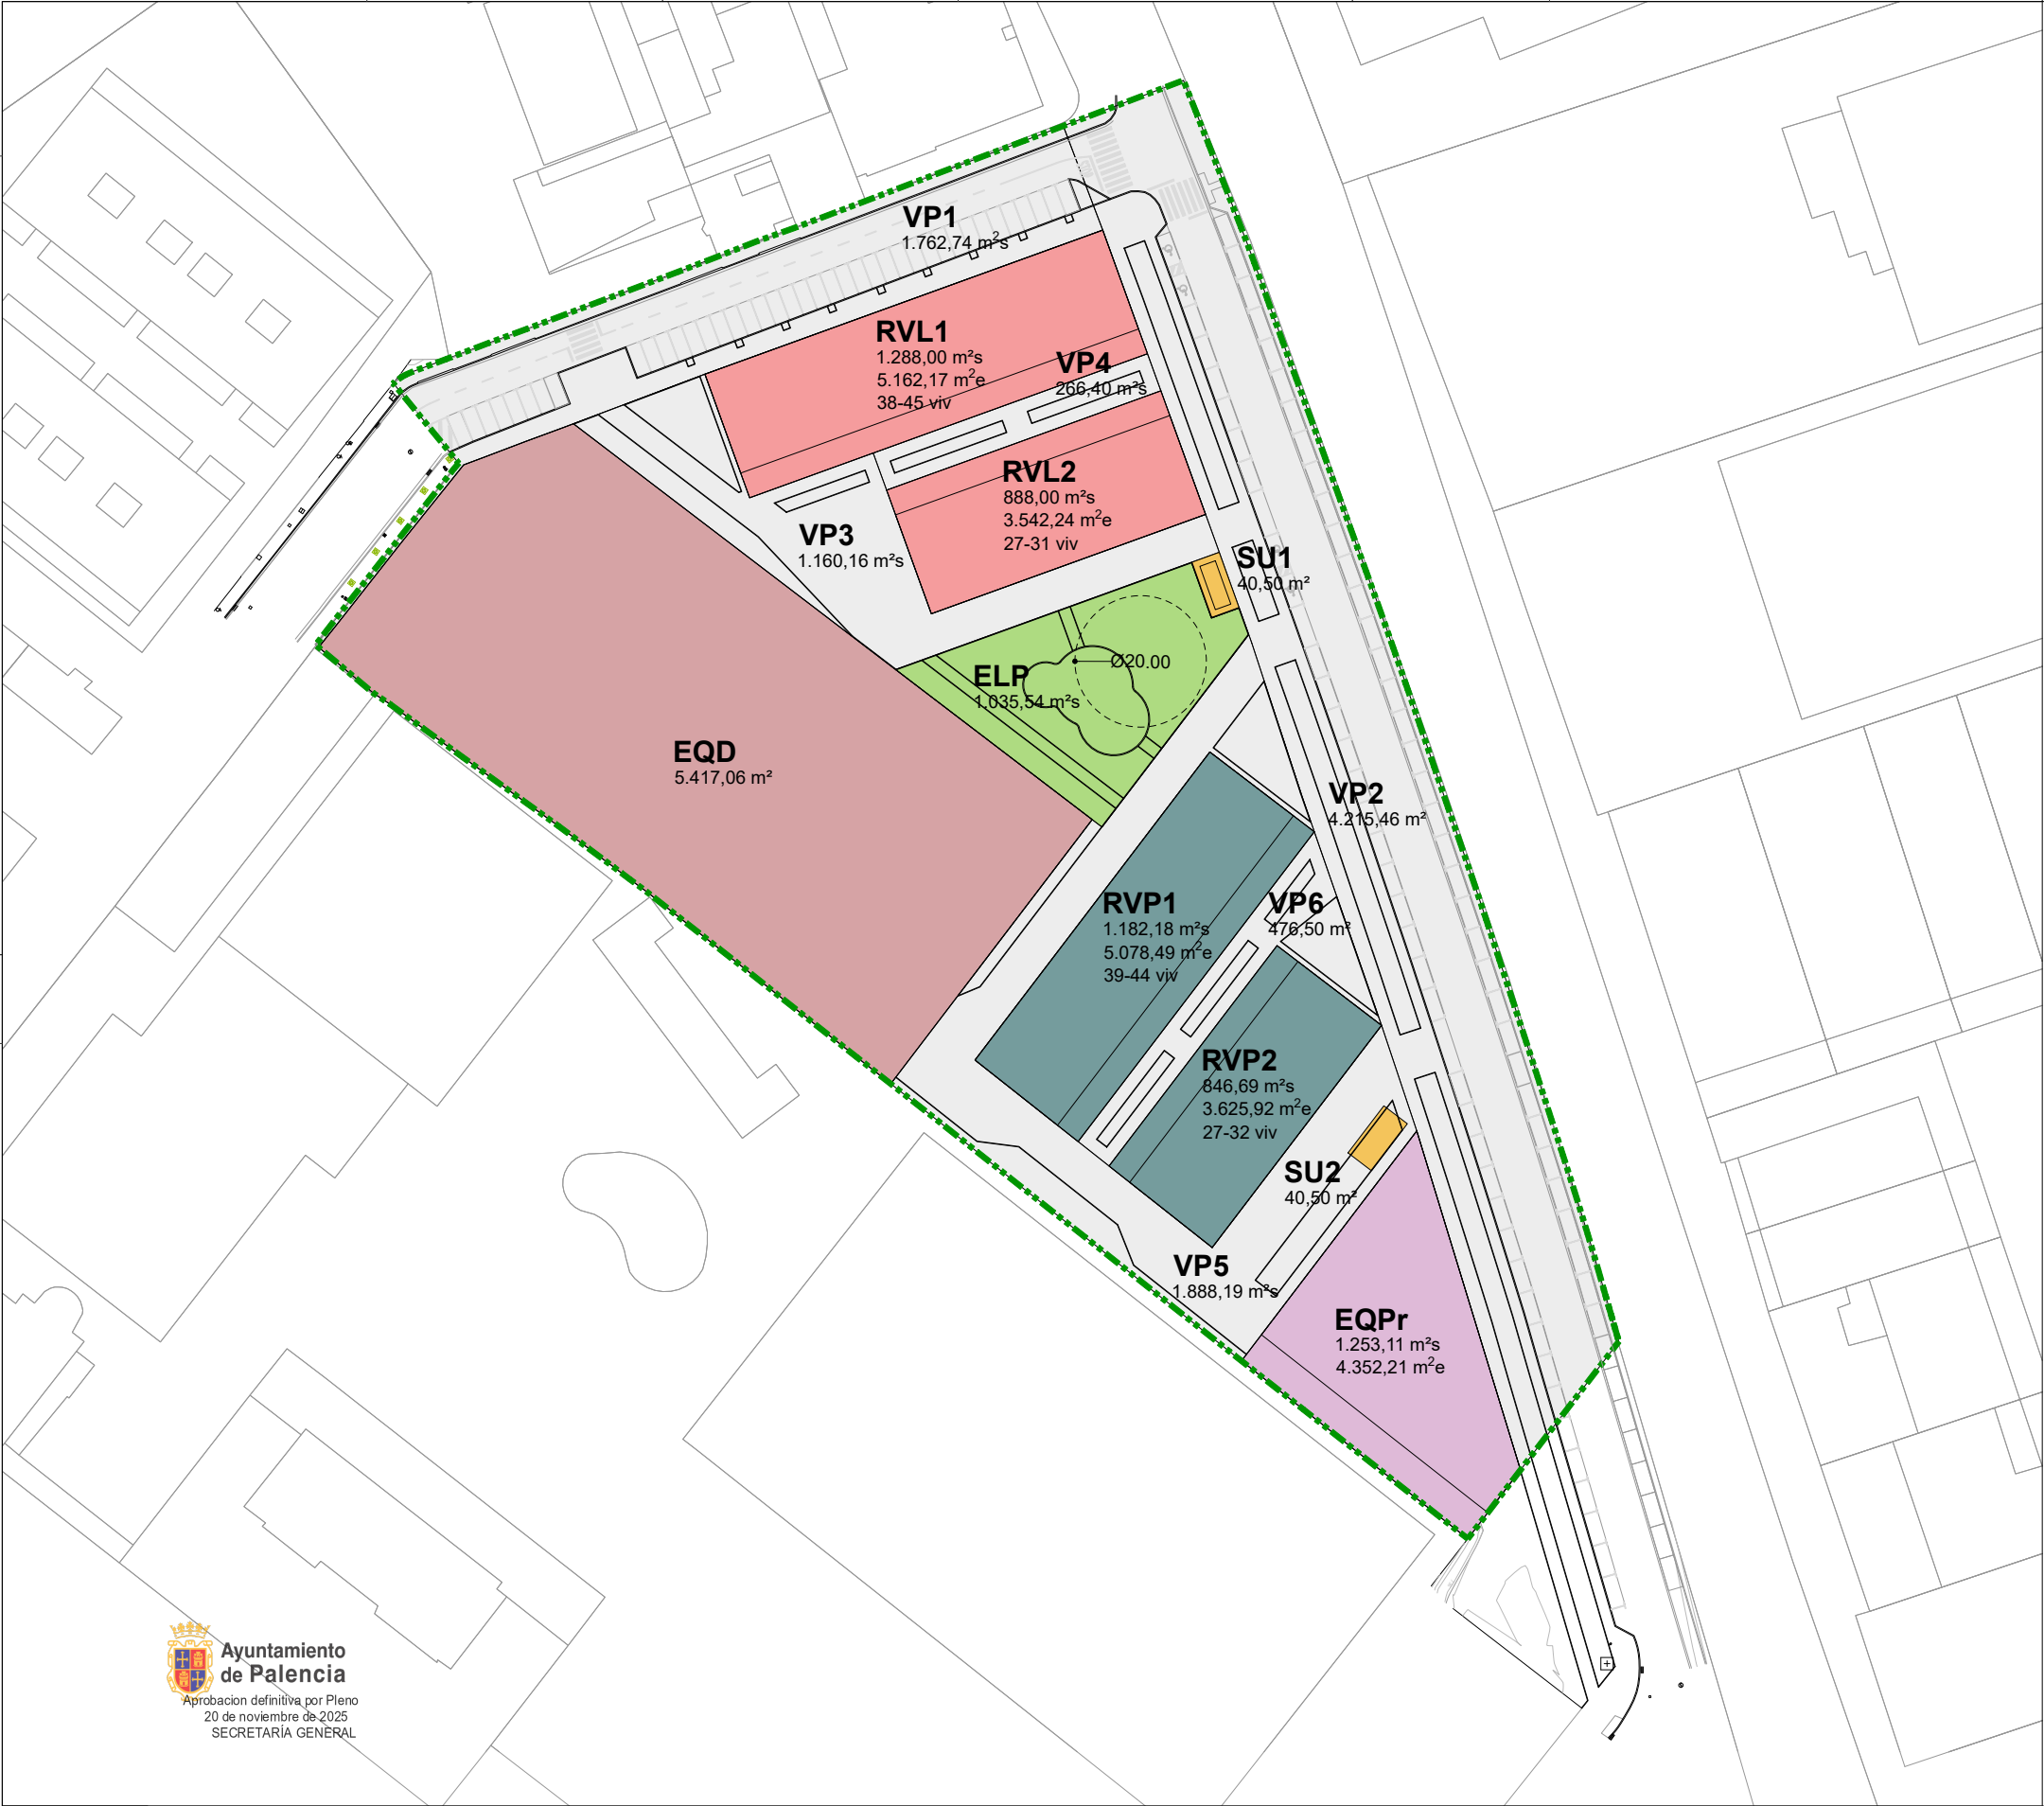 VP1
1.762,74 m²s
RVL1
1.288,00 m²s
5.162,17 m²e
38-45 viv
VP4
266,40 m²s
RVL2
888,00 m²s
3.542,24 m²e
27-31 viv
VP3
1.160,16 m²s
SU1
40,50 m²
ELP
1.035,54 m²s
Ø20.00
EQD
5.417,06 m²
VP2
4.215,46 m²
RVP1
1.182,18 m²s
5.078,49 m²e
39-44 viv
VP6
476,50 m²
RVP2
846,69 m²s
3.625,92 m²e
27-32 viv
SU2
40,50 m²
VP5
1.888,19 m²s
EQPr
1.253,11 m²s
4.352,21 m²e
Ayuntamiento
de Palencia
Aprobacion definitiva por Pleno
20 de noviembre de 2025
SECRETARÍA GENERAL